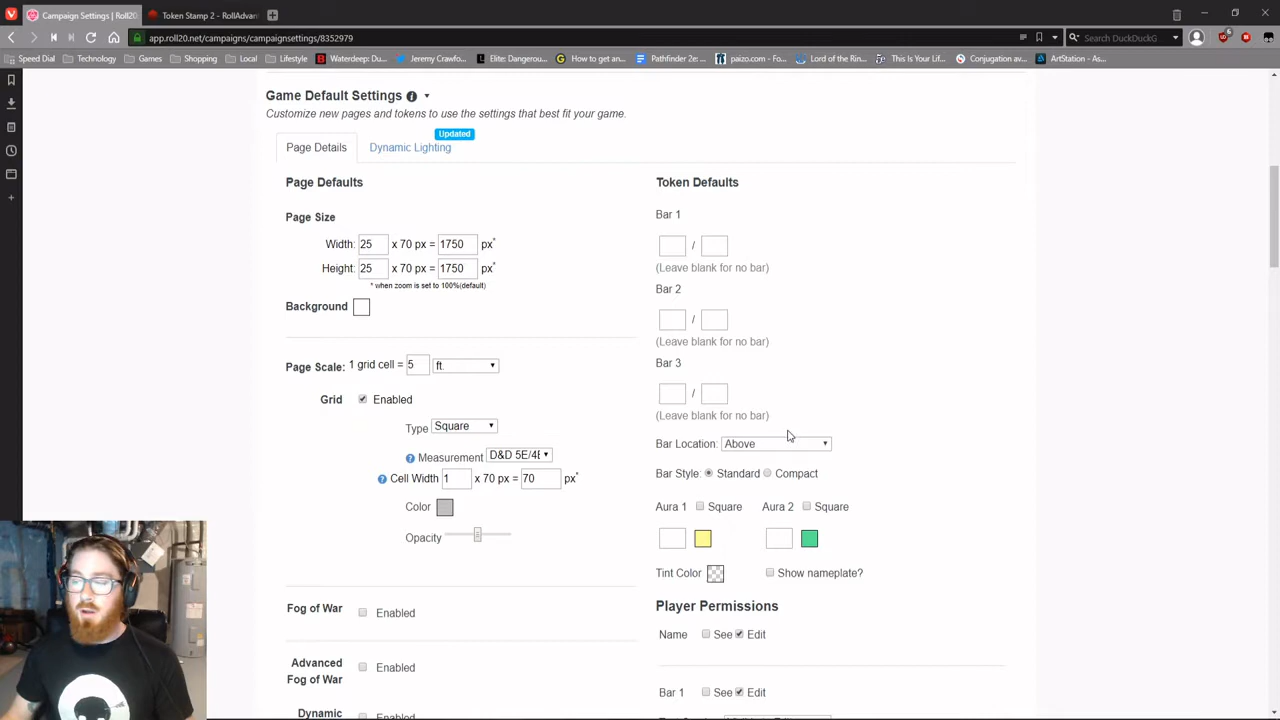 Campaign Settings | Roll20
Token Stamp 2 - RollAdvan
app.roll20.net/campaigns/campaignsettings/8352979
Search DuckDuckG
Speed Dial
Technology
Games
Shopping
Local
Lifestyle
Waterdeep: Du...
Jeremy Crawfo...
Elite: Dangerou...
How to get an...
Pathfinder 2e:...
paizo.com - Fo...
Lord of the Rin...
This Is Your Life...
Conjugation av...
ArtStation - As...
Game Default Settings
Customize new pages and tokens to use the settings that best fit your game.
Updated
Page Details
Dynamic Lighting
Page Defaults
Page Size
Width: 25 x 70 px = 1750 px*
Height: 25 x 70 px = 1750 px*
* when zoom is set to 100%(default)
Background
Page Scale: 1 grid cell = 5 ft.
Grid Enabled
Type Square
? Measurement D&D 5E/4E
? Cell Width 1 x 70 px = 70 px*
Color
Opacity
Fog of War Enabled
Advanced
Fog of War
Enabled
Dynamic
Enabled
Token Defaults
Bar 1
/
(Leave blank for no bar)
Bar 2
/
(Leave blank for no bar)
Bar 3
/
(Leave blank for no bar)
Bar Location: Above
Bar Style: Standard Compact
Aura 1 Square Aura 2 Square
Tint Color Show nameplate?
Player Permissions
Name See Edit
Bar 1 See Edit